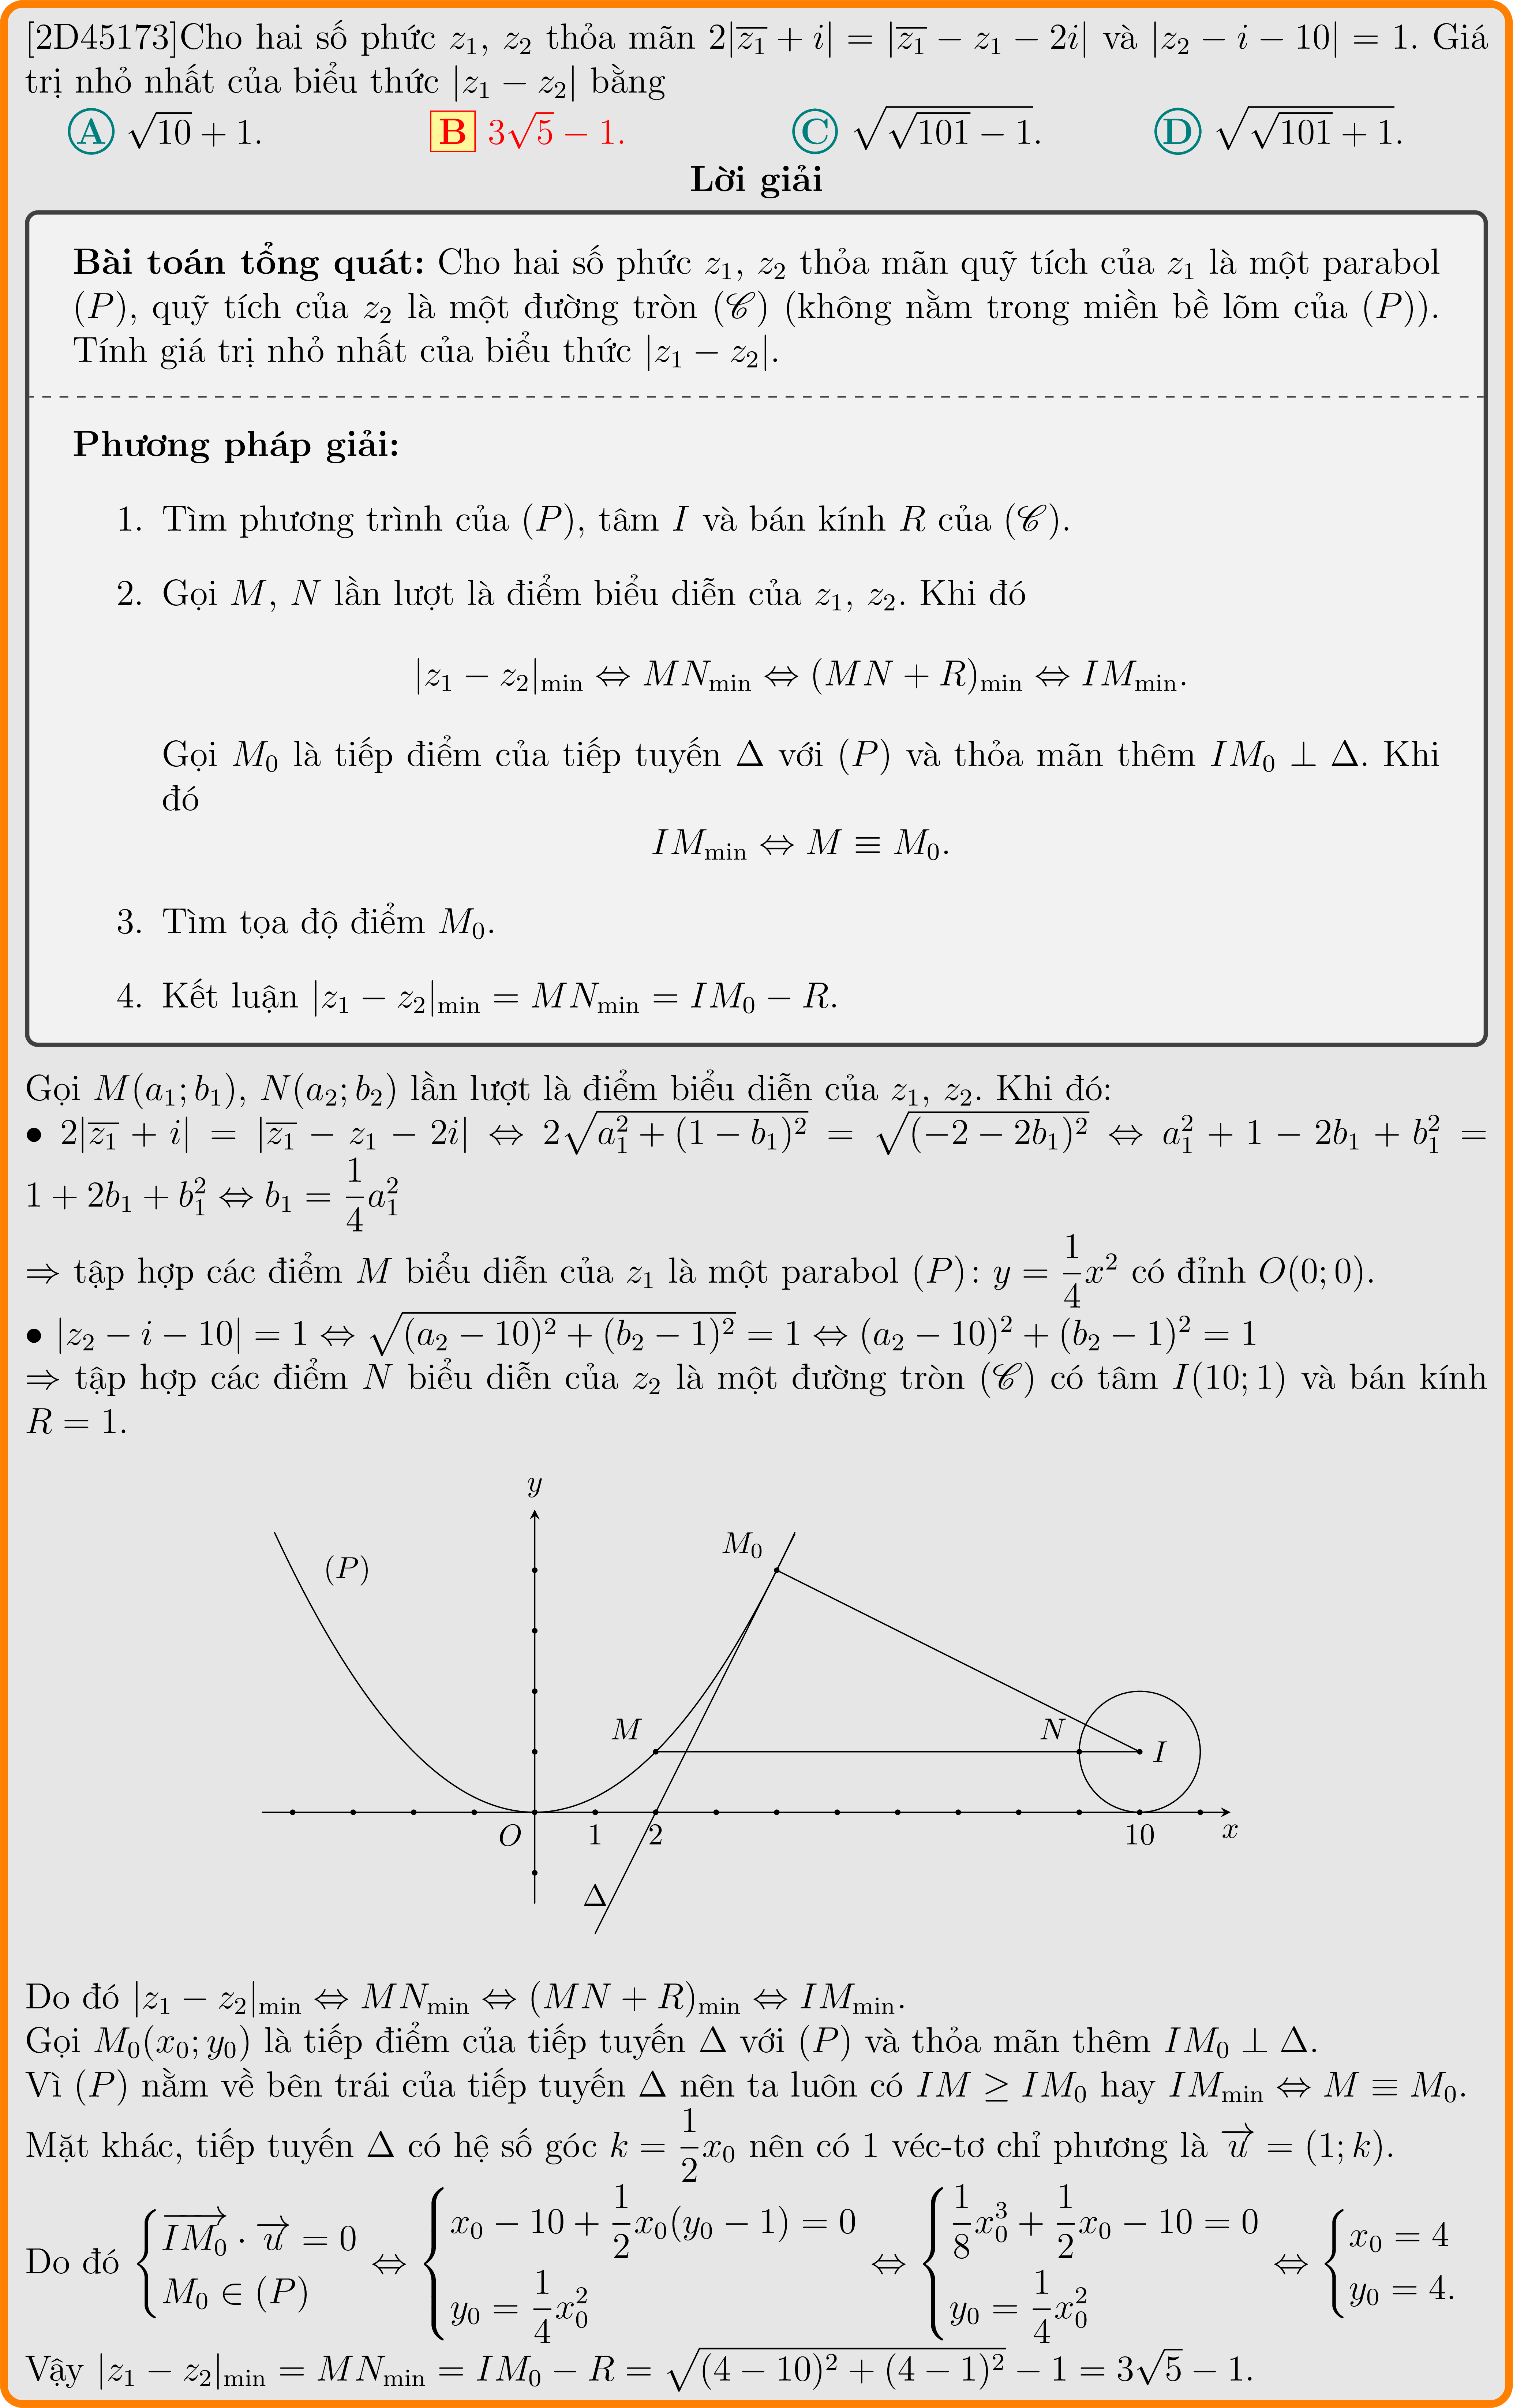 [2D45173]Cho hai số phức $z_1$, $z_2$ thỏa mãn $2|\overline{z_1}+i|=|\overline{z_1}-z_1-2i|$ và $|z_2-i-10|=1$. Giá
trị nhỏ nhất của biểu thức $|z_1-z_2|$ bằng
A $\sqrt{10}+1$. B $3\sqrt{5}-1$. C $\sqrt{\sqrt{101}-1}$. D $\sqrt{\sqrt{101}+1}$.
Lời giải
Bài toán tổng quát: Cho hai số phức $z_1$, $z_2$ thỏa mãn quỹ tích của $z_1$ là một parabol
$(P)$, quỹ tích của $z_2$ là một đường tròn $(\mathscr{C})$ (không nằm trong miền bề lõm của $(P)$).
Tính giá trị nhỏ nhất của biểu thức $|z_1-z_2|$.
Phương pháp giải:
1. Tìm phương trình của $(P)$, tâm $I$ và bán kính $R$ của $(\mathscr{C})$.
2. Gọi $M$, $N$ lần lượt là điểm biểu diễn của $z_1$, $z_2$. Khi đó
$|z_1-z_2|_{\min}\Leftrightarrow MN_{\min}\Leftrightarrow (MN+R)_{\min}\Leftrightarrow IM_{\min}.$
Gọi $M_0$ là tiếp điểm của tiếp tuyến $\Delta$ với $(P)$ và thỏa mãn thêm $IM_0\perp\Delta$. Khi
đó
$IM_{\min}\Leftrightarrow M\equiv M_0.$
3. Tìm tọa độ điểm $M_0$.
4. Kết luận $|z_1-z_2|_{\min}=MN_{\min}=IM_0-R$.
Gọi $M(a_1;b_1)$, $N(a_2;b_2)$ lần lượt là điểm biểu diễn của $z_1$, $z_2$. Khi đó:
• $2|\overline{z_1}+i|=|\overline{z_1}-z_1-2i|\Leftrightarrow 2\sqrt{a_1^2+(1-b_1)^2}=\sqrt{(-2-2b_1)^2}\Leftrightarrow a_1^2+1-2b_1+b_1^2=$
$1+2b_1+b_1^2\Leftrightarrow b_1=\dfrac{1}{4}a_1^2$
$\Rightarrow$ tập hợp các điểm $M$ biểu diễn của $z_1$ là một parabol $(P)\colon y=\dfrac{1}{4}x^2$ có đỉnh $O(0;0)$.
• $|z_2-i-10|=1\Leftrightarrow\sqrt{(a_2-10)^2+(b_2-1)^2}=1\Leftrightarrow(a_2-10)^2+(b_2-1)^2=1$
$\Rightarrow$ tập hợp các điểm $N$ biểu diễn của $z_2$ là một đường tròn $(\mathscr{C})$ có tâm $I(10;1)$ và bán kính
$R=1$.
$y$
$M_0$
$(P)$
$M$ $N$
$I$
$O$ 1 2 10 $x$
$\Delta$
Do đó $|z_1-z_2|_{\min}\Leftrightarrow MN_{\min}\Leftrightarrow(MN+R)_{\min}\Leftrightarrow IM_{\min}$.
Gọi $M_0(x_0;y_0)$ là tiếp điểm của tiếp tuyến $\Delta$ với $(P)$ và thỏa mãn thêm $IM_0\perp\Delta$.
Vì $(P)$ nằm về bên trái của tiếp tuyến $\Delta$ nên ta luôn có $IM\geq IM_0$ hay $IM_{\min}\Leftrightarrow M\equiv M_0$.
Mặt khác, tiếp tuyến $\Delta$ có hệ số góc $k=\dfrac{1}{2}x_0$ nên có 1 véc-tơ chỉ phương là $\overrightarrow{u}=(1;k)$.
Do đó $\begin{cases}\overrightarrow{IM_0}\cdot\overrightarrow{u}=0\\M_0\in(P)\end{cases}\Leftrightarrow\begin{cases}x_0-10+\dfrac{1}{2}x_0(y_0-1)=0\\y_0=\dfrac{1}{4}x_0^2\end{cases}\Leftrightarrow\begin{cases}\dfrac{1}{8}x_0^3+\dfrac{1}{2}x_0-10=0\\y_0=\dfrac{1}{4}x_0^2\end{cases}\Leftrightarrow\begin{cases}x_0=4\\y_0=4.\end{cases}$
Vậy $|z_1-z_2|_{\min}=MN_{\min}=IM_0-R=\sqrt{(4-10)^2+(4-1)^2}-1=3\sqrt{5}-1$.